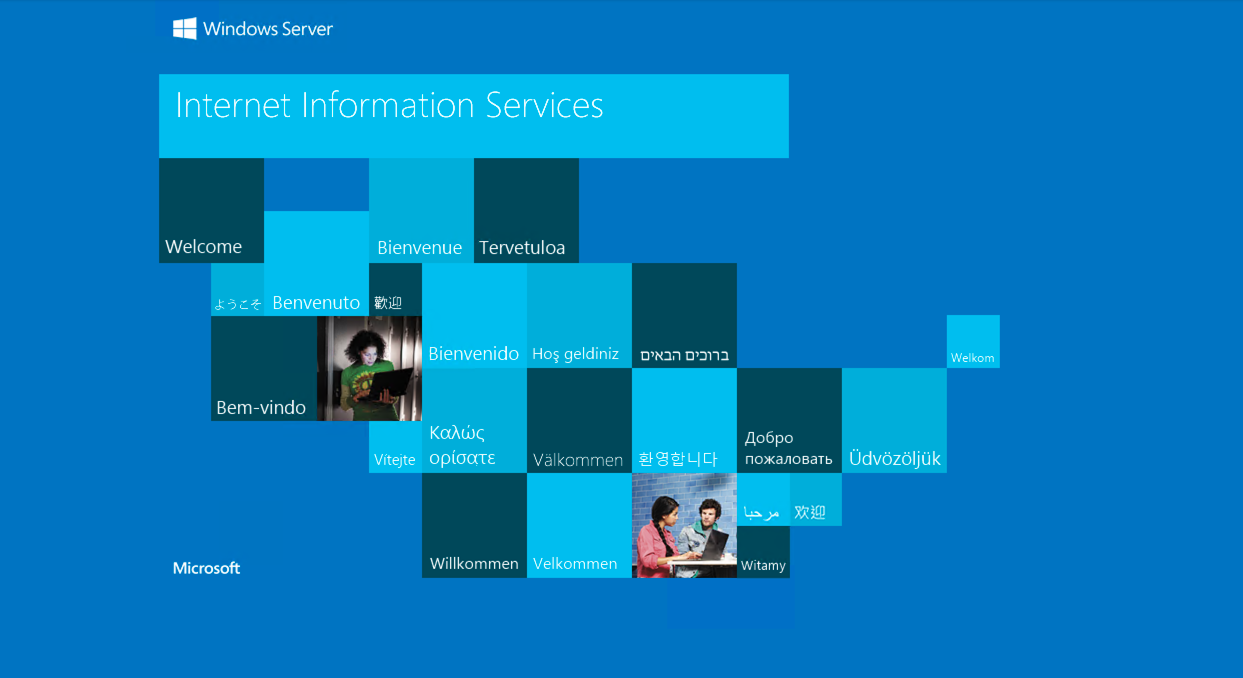 Windows Server
Internet Information Services
Welcome
Bienvenue
Tervetuloa
ようこそ
Benvenuto
歡迎
Bienvenido
Hoş geldiniz
ברוכים הבאים
Welkom
Bem-vindo
Vítejte
Καλώς
ορίσατε
Välkommen
환영합니다
Добро
пожаловать
Üdvözöljük
Willkommen
Velkommen
مرحبا
欢迎
Witamy
Microsoft